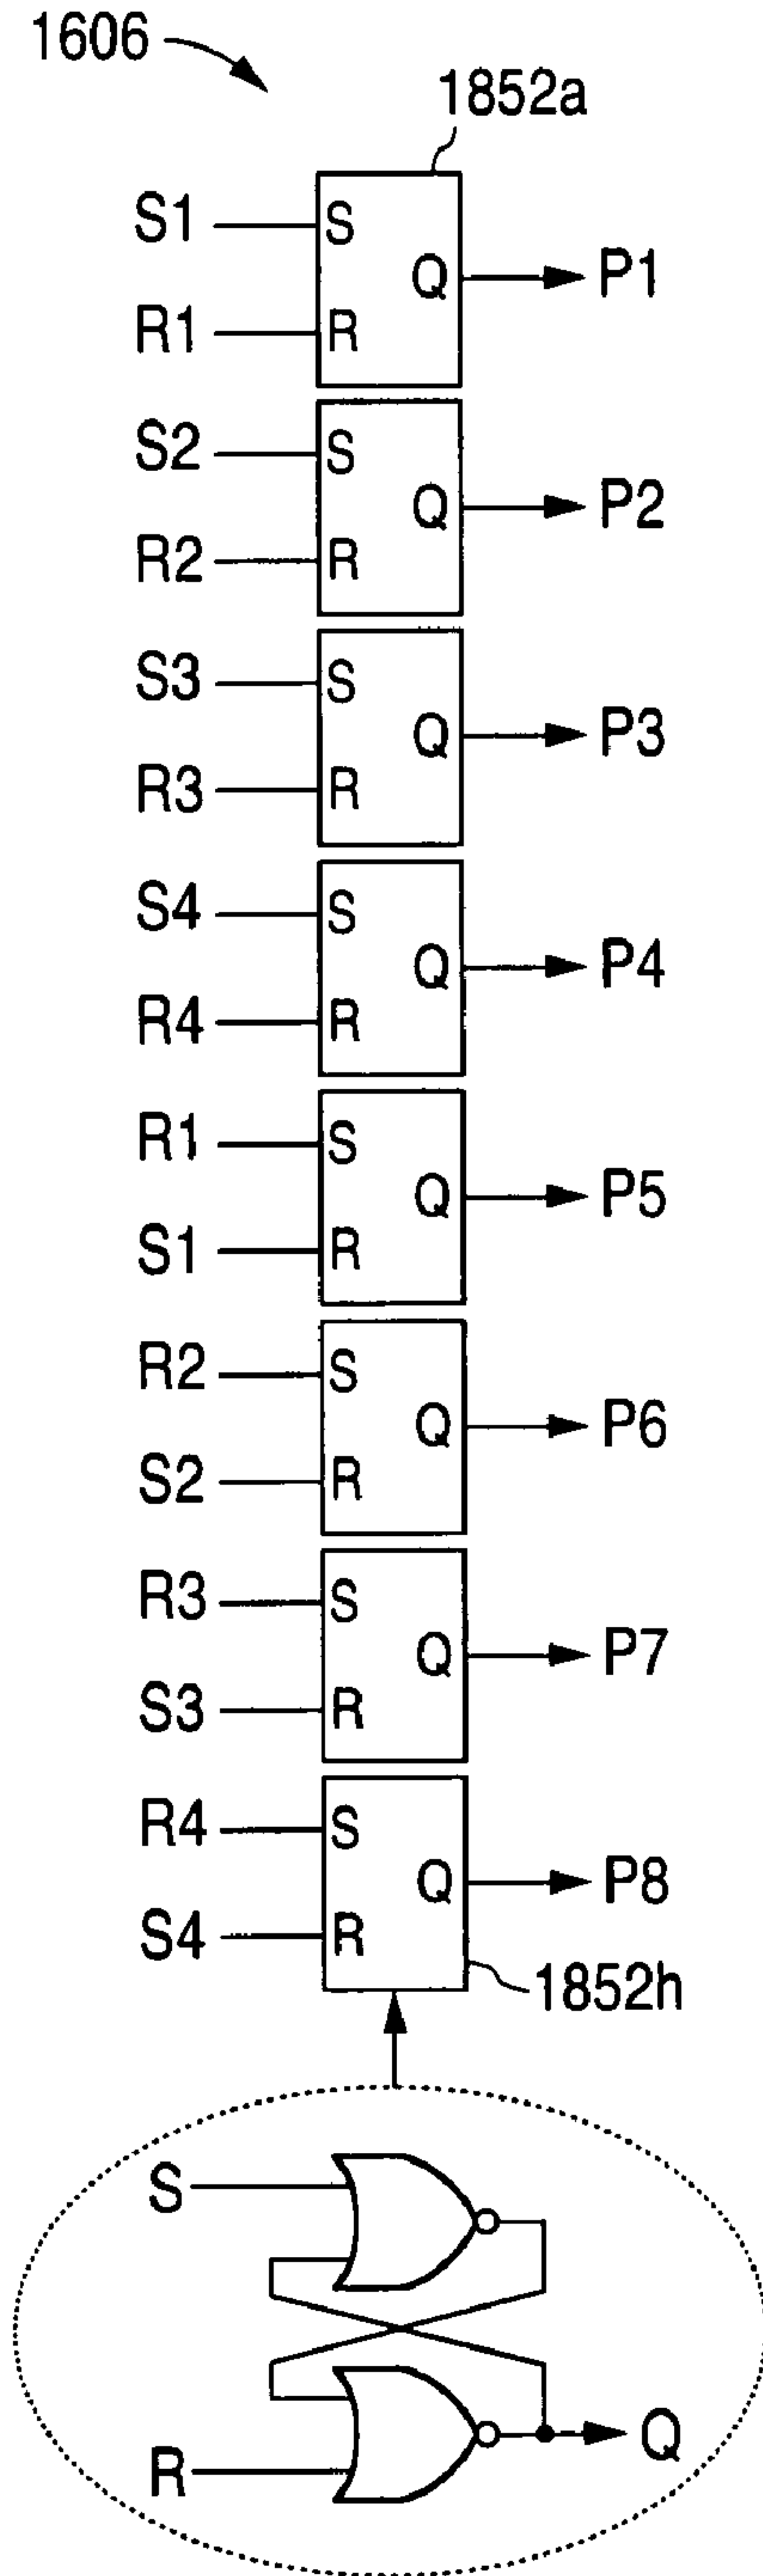 1606
1852a
S1 S
Q P1
R1 R
S2 S
Q P2
R2 R
S3 S
Q P3
R3 R
S4 S
Q P4
R4 R
R1 S
Q P5
S1 R
R2 S
Q P6
S2 R
R3 S
Q P7
S3 R
R4 S
Q P8
S4 R
1852h
S
Q
R